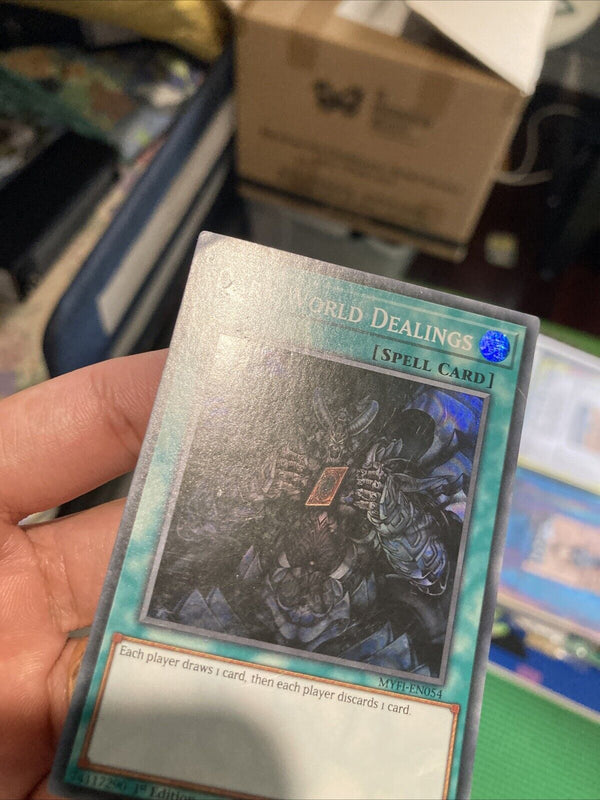 WORLD DEALINGS
[SPELL CARD]
MYFI-EN054
Each player draws 1 card, then each player discards 1 card.
74117290 1st Edition